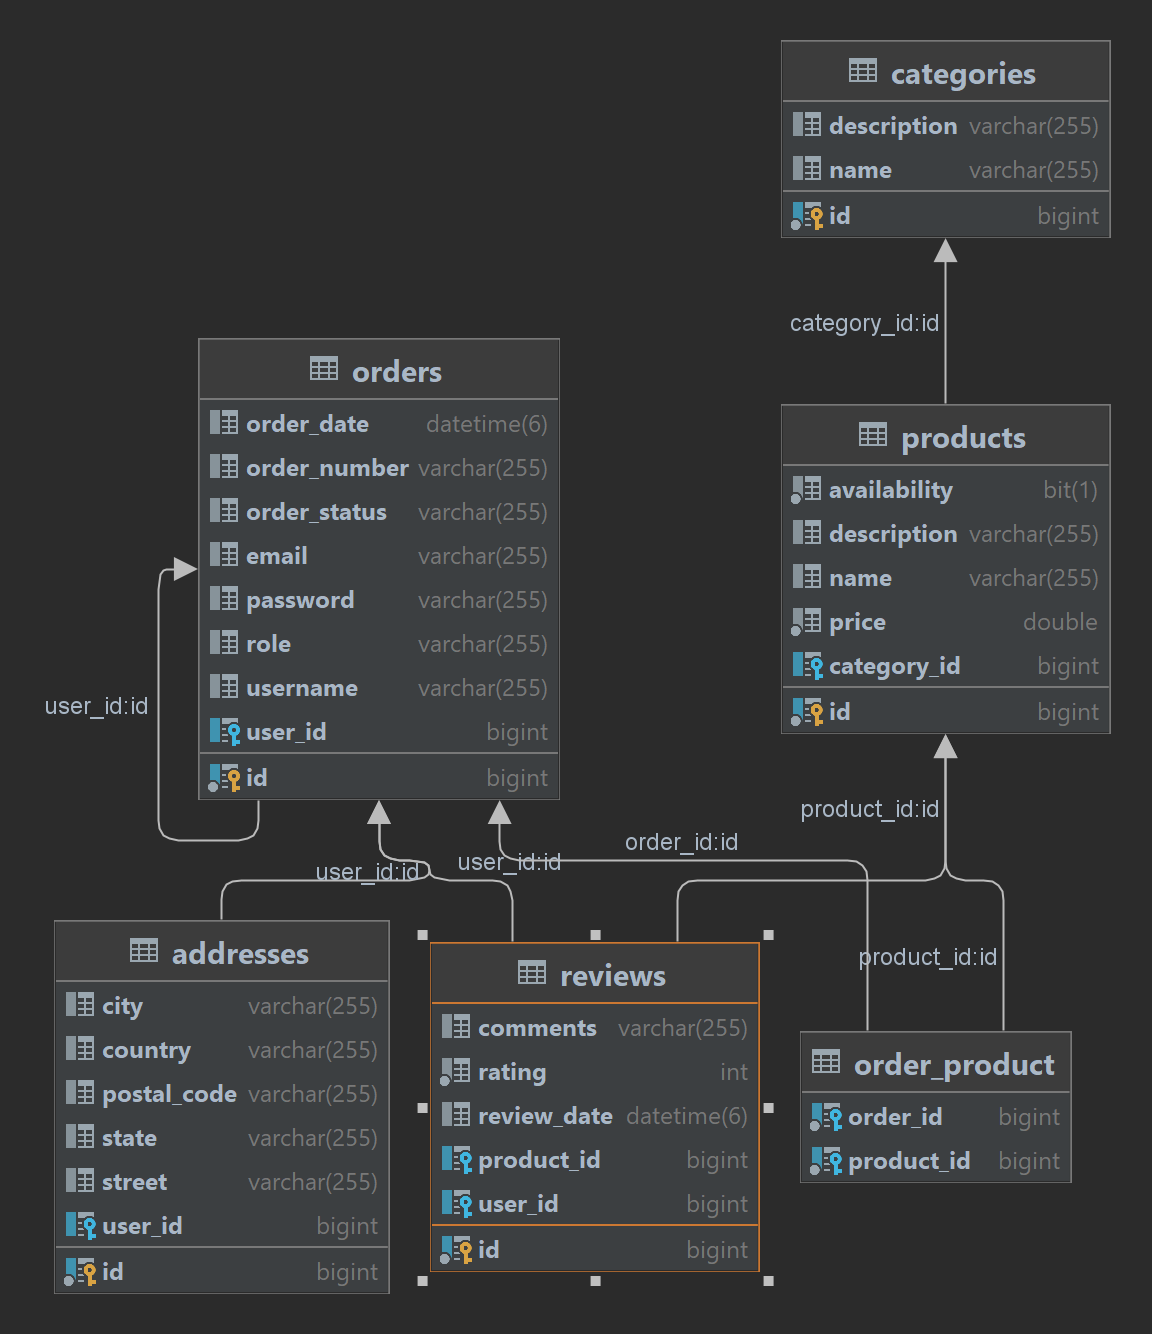 categories
description varchar(255)
name varchar(255)
id bigint
category_id:id
orders
order_date datetime(6)
order_number varchar(255)
order_status varchar(255)
email varchar(255)
password varchar(255)
role varchar(255)
username varchar(255)
user_id bigint
id bigint
user_id:id
products
availability bit(1)
description varchar(255)
name varchar(255)
price double
category_id bigint
id bigint
product_id:id
order_id:id
user_id:id
user_id:id
product_id:id
addresses
city varchar(255)
country varchar(255)
postal_code varchar(255)
state varchar(255)
street varchar(255)
user_id bigint
id bigint
reviews
comments varchar(255)
rating int
review_date datetime(6)
product_id bigint
user_id bigint
id bigint
order_product
order_id bigint
product_id bigint